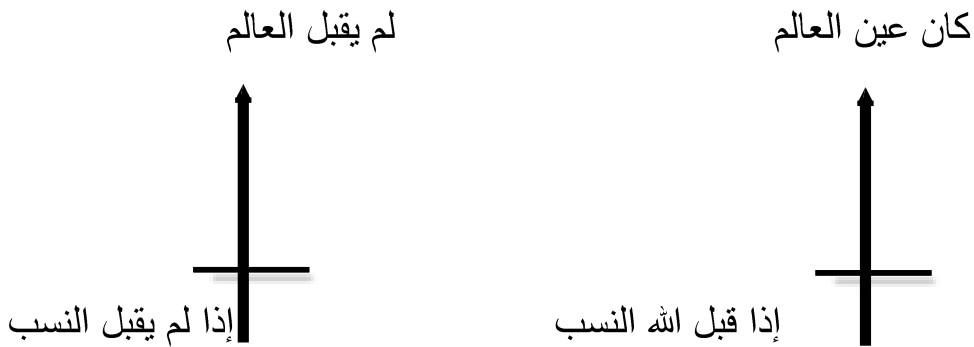 كان عين العالم
لم يقبل العالم
إذا قبل الله النسب
إذا لم يقبل النسب